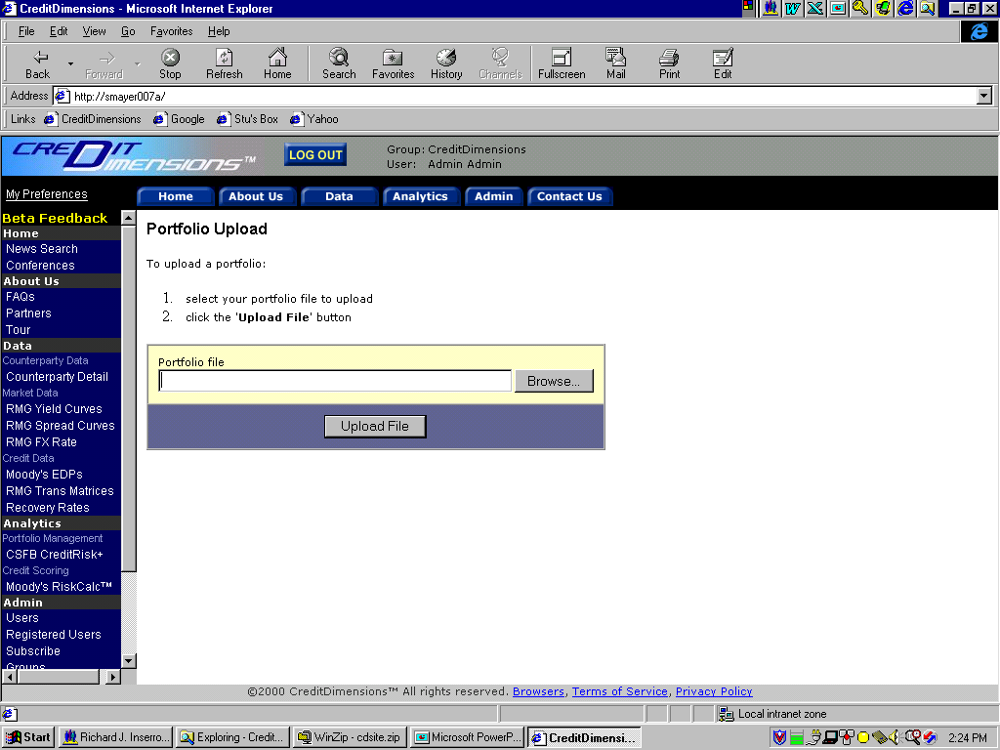 CreditDimensions - Microsoft Internet Explorer
File Edit View Go Favorites Help
Back Forward Stop Refresh Home Search Favorites History Channels Fullscreen Mail Print Edit
Address http://smayer007a/
Links CreditDimensions Google Stu's Box Yahoo
CREDIT DIMENSIONS™
LOG OUT
Group: CreditDimensions
User: Admin Admin
My Preferences
Home About Us Data Analytics Admin Contact Us
Beta Feedback
Home
News Search
Conferences
About Us
FAQs
Partners
Tour
Data
Counterparty Data
Counterparty Detail
Market Data
RMG Yield Curves
RMG Spread Curves
RMG FX Rate
Credit Data
Moody's EDPs
RMG Trans Matrices
Recovery Rates
Analytics
Portfolio Management
CSFB CreditRisk+
Credit Scoring
Moody's RiskCalc™
Admin
Users
Registered Users
Subscribe
Groups
Portfolio Upload
To upload a portfolio:
1. select your portfolio file to upload
2. click the 'Upload File' button
Portfolio file
Browse...
Upload File
©2000 CreditDimensions™ All rights reserved. Browsers, Terms of Service, Privacy Policy
Local intranet zone
Start Richard J. Inserro... Exploring - Credit... WinZip - cdsite.zip Microsoft PowerP... CreditDimensi... 2:24 PM